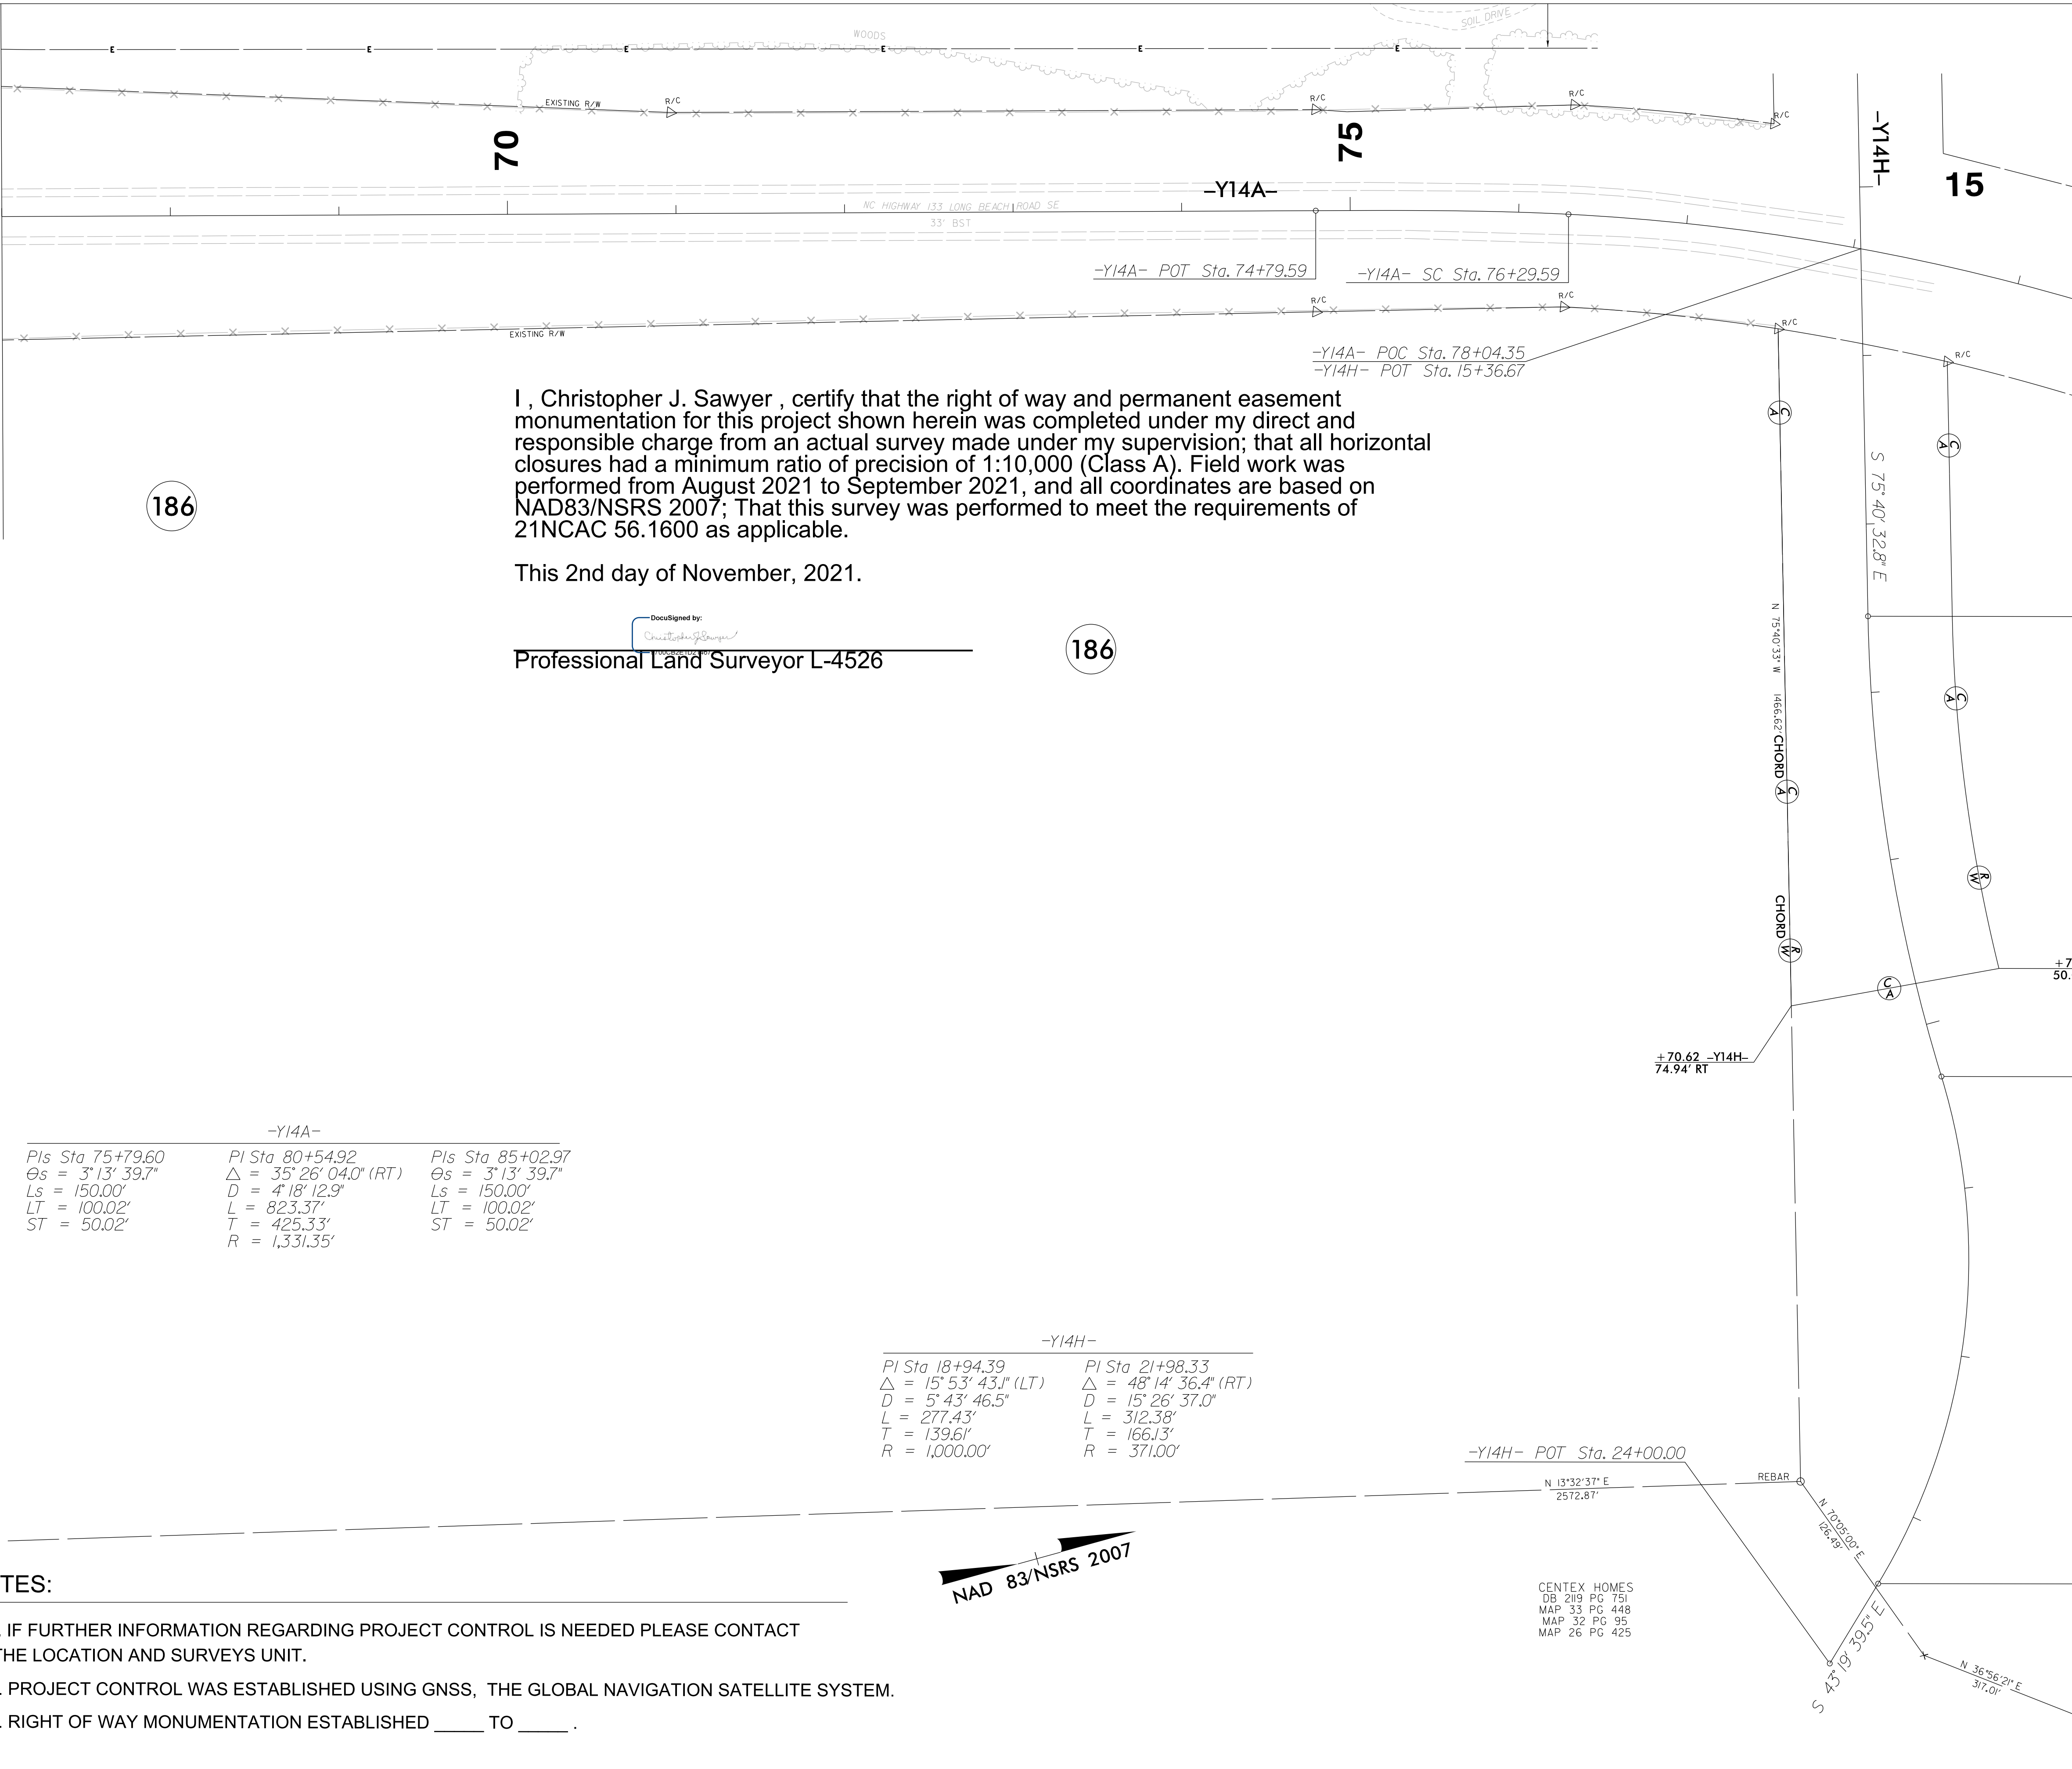 SOIL DRIVE
WOODS
E E E E E E
EXISTING R/W
R/C
R/C
R/C
R/C
70
75
-Y14H-
15
-Y14A-
NC HIGHWAY 133 LONG BEACH ROAD SE
33' BST
-Y14A- POT Sta. 74+79.59
-Y14A- SC Sta. 76+29.59
R/C
R/C
R/C
R/C
EXISTING R/W
-Y14A- POC Sta. 78+04.35
-Y14H- POT Sta. 15+36.67
I , Christopher J. Sawyer , certify that the right of way and permanent easement
monumentation for this project shown herein was completed under my direct and
responsible charge from an actual survey made under my supervision; that all horizontal
closures had a minimum ratio of precision of 1:10,000 (Class A). Field work was
performed from August 2021 to September 2021, and all coordinates are based on
NAD83/NSRS 2007; That this survey was performed to meet the requirements of
21NCAC 56.1600 as applicable.
This 2nd day of November, 2021.
DocuSigned by:
Christopher J Sawyer
Professional Land Surveyor L-4526
186
186
C A
C A
S 75° 40' 32.8" E
N 75°40'33" W 1466.62' CHORD
C A
C A
CHORD
R W
R W
C A
50.
+70.62 -Y14H-
74.94' RT
-Y14A-
PIs Sta 75+79.60
Θs = 3° 13' 39.7"
Ls = 150.00'
LT = 100.02'
ST = 50.02'
PI Sta 80+54.92
△ = 35° 26' 04.0" (RT)
D = 4° 18' 12.9"
L = 823.37'
T = 425.33'
R = 1,331.35'
PIs Sta 85+02.97
Θs = 3° 13' 39.7"
Ls = 150.00'
LT = 100.02'
ST = 50.02'
-Y14H-
PI Sta 18+94.39
△ = 15° 53' 43.1" (LT)
D = 5° 43' 46.5"
L = 277.43'
T = 139.61'
R = 1,000.00'
PI Sta 21+98.33
△ = 48° 14' 36.4" (RT)
D = 15° 26' 37.0"
L = 312.38'
T = 166.13'
R = 371.00'
-Y14H- POT Sta. 24+00.00
N 13°32'37" E
2572.87'
REBAR
N 70°05'00" E
126.49'
S 43° 19' 39.5" E
N 36°56'21" E
317.01'
NAD 83/NSRS 2007
CENTEX HOMES
DB 2119 PG 751
MAP 33 PG 448
MAP 32 PG 95
MAP 26 PG 425
TES:
. IF FURTHER INFORMATION REGARDING PROJECT CONTROL IS NEEDED PLEASE CONTACT
THE LOCATION AND SURVEYS UNIT.
. PROJECT CONTROL WAS ESTABLISHED USING GNSS, THE GLOBAL NAVIGATION SATELLITE SYSTEM.
. RIGHT OF WAY MONUMENTATION ESTABLISHED _____ TO _____ .